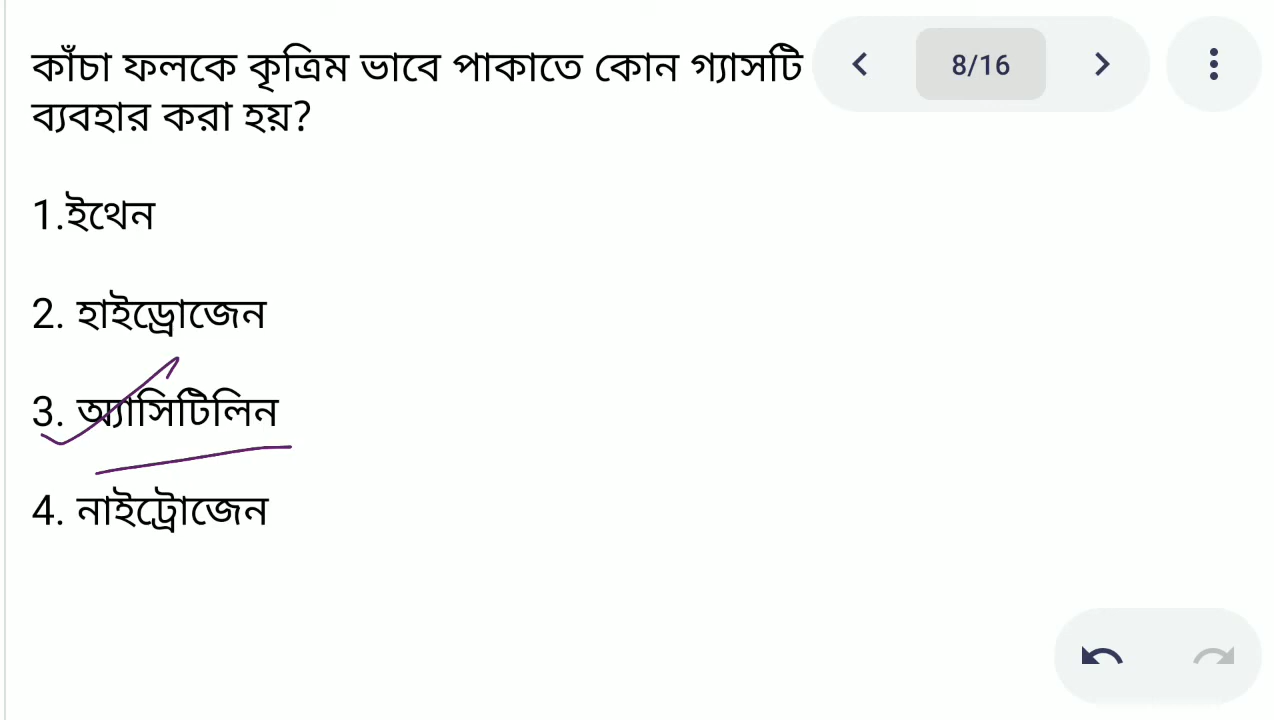 কাঁচা ফলকে কৃত্রিম ভাবে পাকাতে কোন গ্যাসটি
ব্যবহার করা হয়?
8/16
1.ইথেন
2. হাইড্রোজেন
3. অ্যাসিটিলিন
4. নাইট্রোজেন